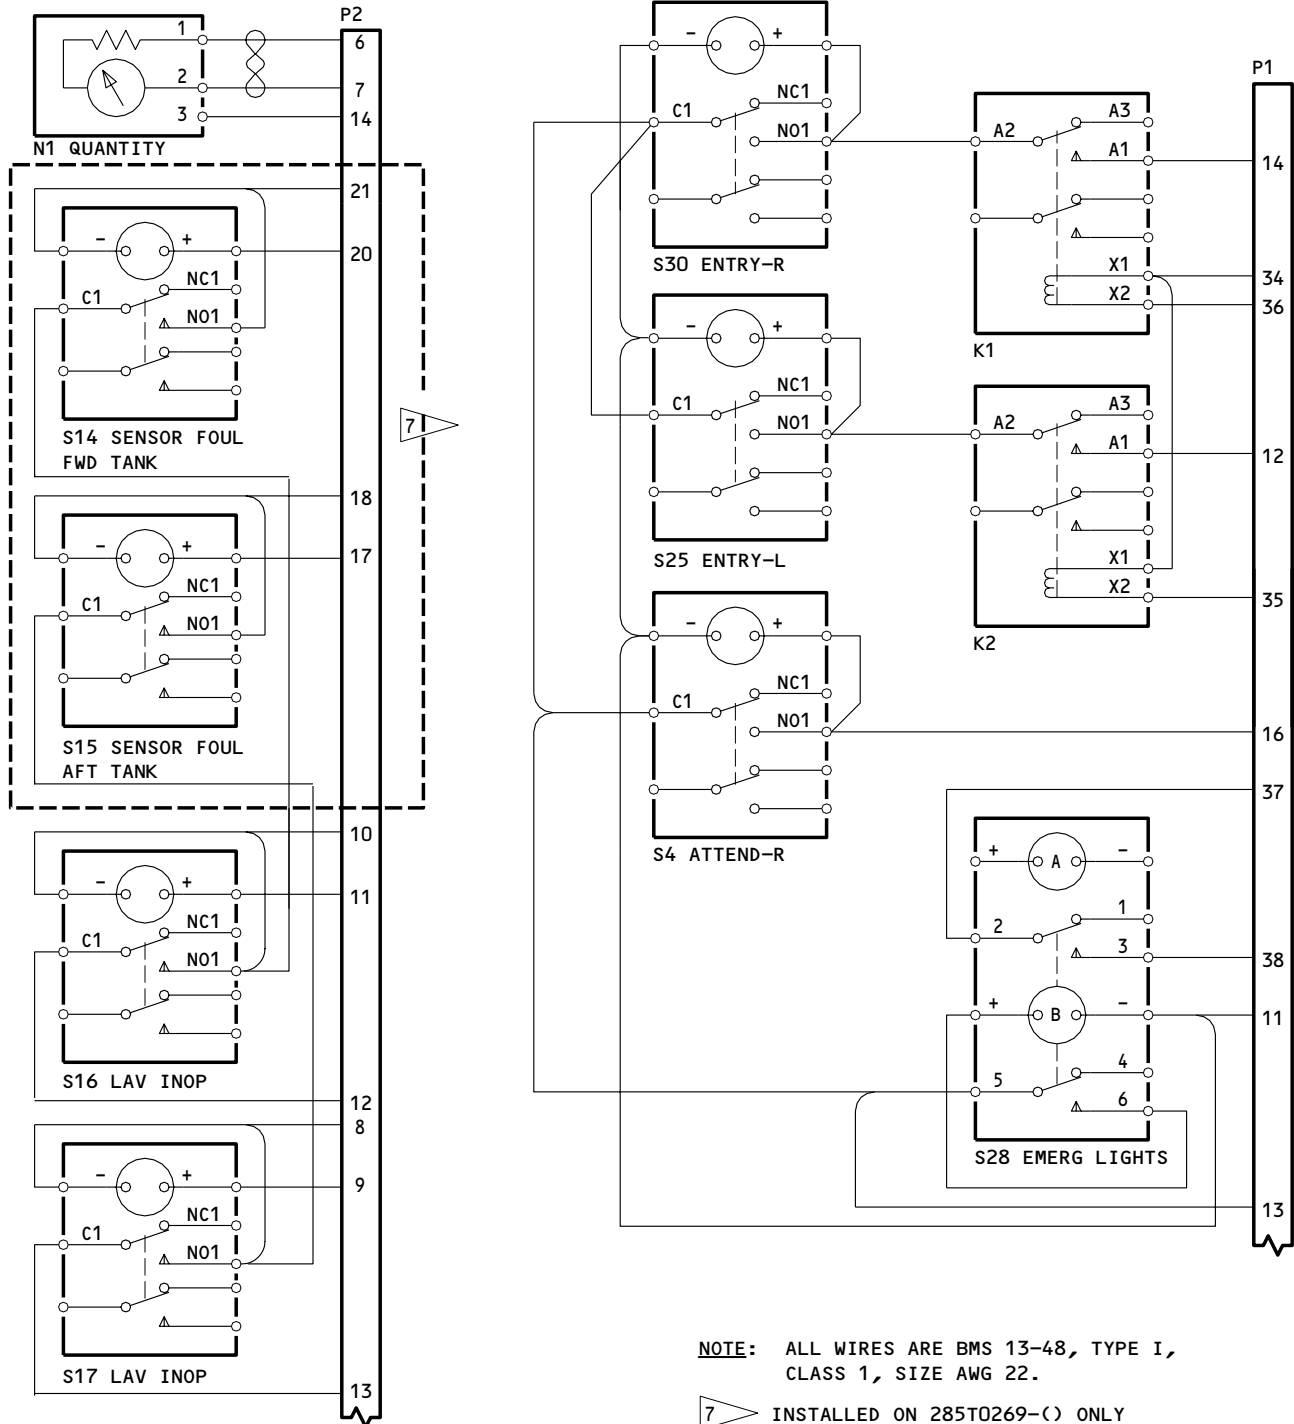 P2
1
6
2
7
3
14
N1 QUANTITY
21
- +
20
NC1
C1
NO1
S14 SENSOR FOUL
FWD TANK
7
18
- +
17
NC1
C1
NO1
S15 SENSOR FOUL
AFT TANK
10
- +
11
NC1
C1
NO1
S16 LAV INOP
12
8
- +
9
NC1
C1
NO1
S17 LAV INOP
13
- +
NC1
C1
NO1
S30 ENTRY-R
- +
NC1
C1
NO1
S25 ENTRY-L
- +
NC1
C1
NO1
S4 ATTEND-R
P1
A3
A2
A1
14
X1
34
X2
36
K1
A3
A2
A1
12
X1
X2
35
K2
16
37
+ A -
1
2
3
38
+ B -
11
4
5
6
S28 EMERG LIGHTS
13
NOTE: ALL WIRES ARE BMS 13-48, TYPE I,
CLASS 1, SIZE AWG 22.
7 INSTALLED ON 285T0269-() ONLY